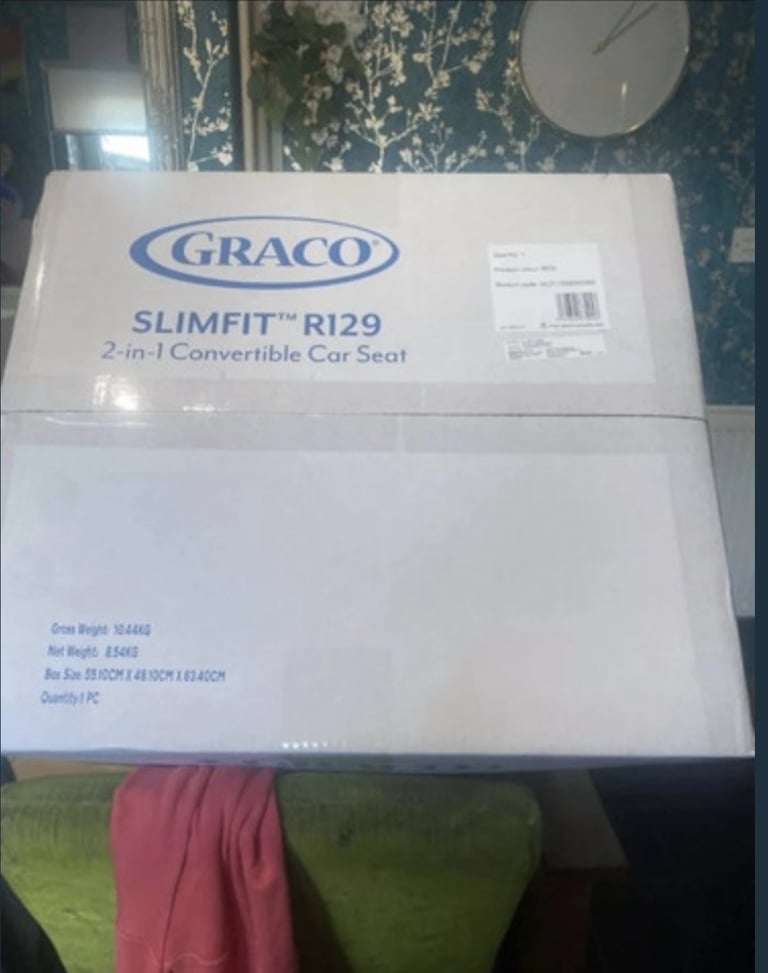 GRACO®
SLIMFIT™ R129
2-in-1 Convertible Car Seat
Gross Weight: 10.44KG
Net Weight: 8.54KG
Box Size: 55.10CM X 48.10CM X 63.40CM
Quantity:1 PC